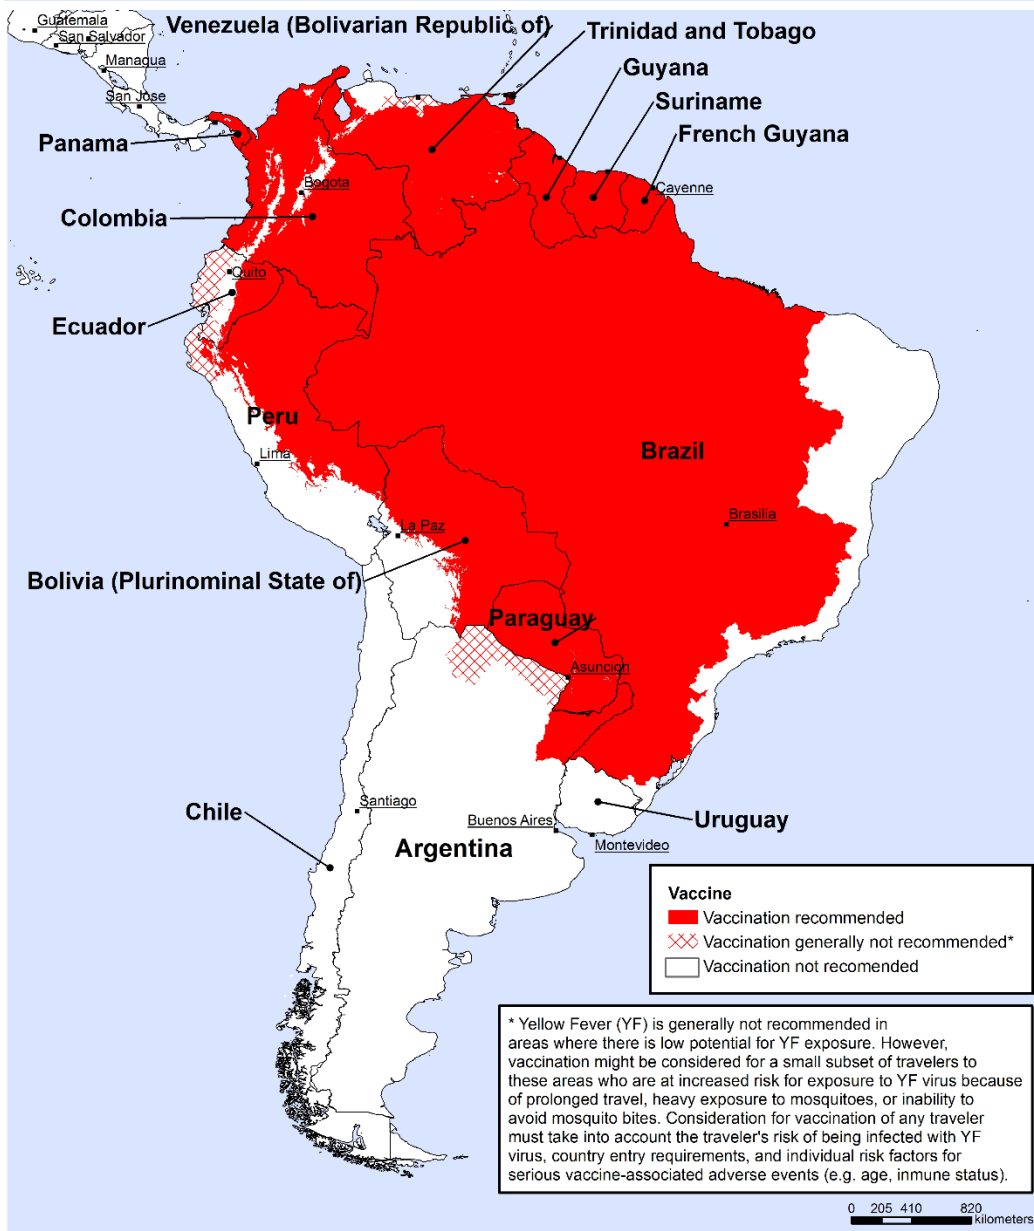 Guatemala
San Salvador
Managua
San Jose
Venezuela (Bolivarian Republic of)
Trinidad and Tobago
Guyana
Suriname
French Guyana
Panama
Bogota
Cayenne
Colombia
Quito
Ecuador
Peru
Lima
Brazil
Brasilia
La Paz
Bolivia (Plurinominal State of)
Paraguay
Asuncion
Chile
Santiago
Buenos Aires
Argentina
Montevideo
Uruguay
Vaccine
Vaccination recommended
Vaccination generally not recommended*
Vaccination not recomended
* Yellow Fever (YF) is generally not recommended in
areas where there is low potential for YF exposure. However,
vaccination might be considered for a small subset of travelers to
these areas who are at increased risk for exposure to YF virus because
of prolonged travel, heavy exposure to mosquitoes, or inability to
avoid mosquito bites. Consideration for vaccination of any traveler
must take into account the traveler's risk of being infected with YF
virus, country entry requirements, and individual risk factors for
serious vaccine-associated adverse events (e.g. age, inmune status).
0 205 410 820
kilometers